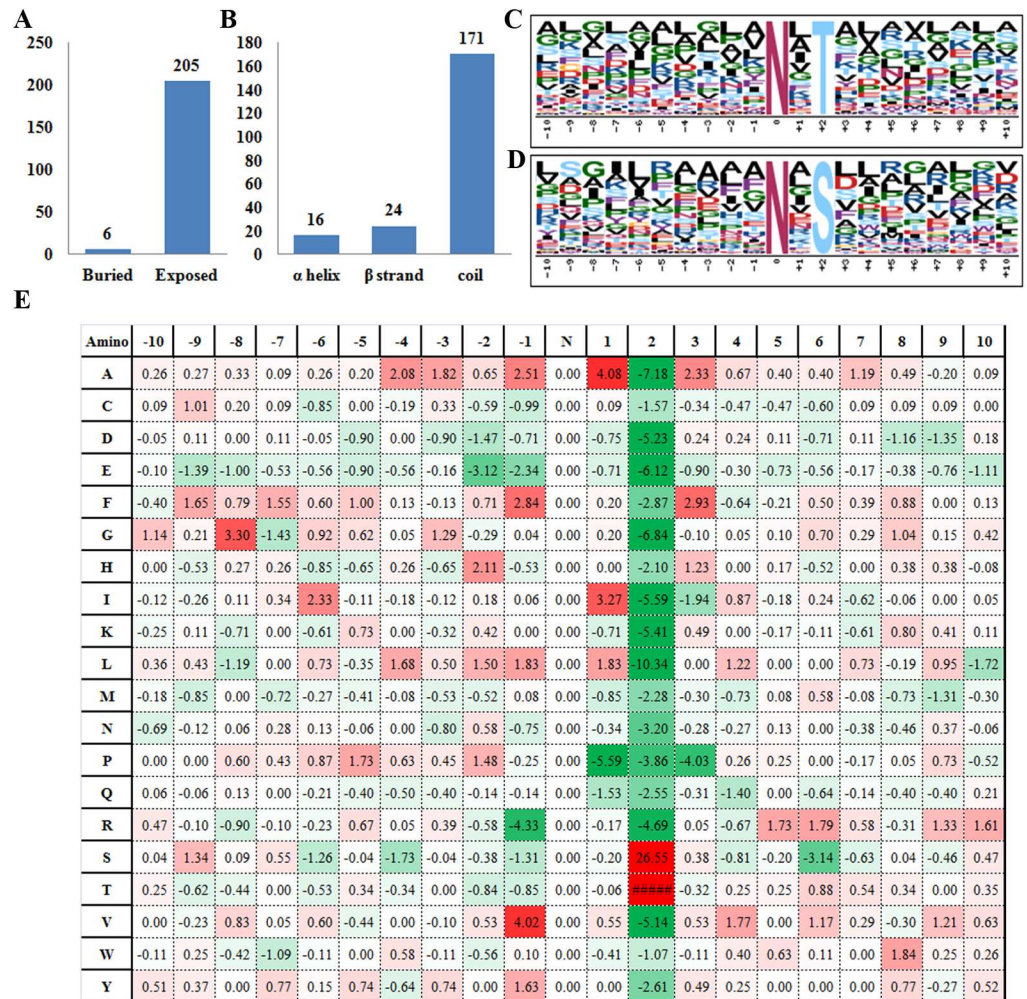 A
250
200
150
100
50
0
6
205
Buried
Exposed
B
180
160
140
120
100
80
60
40
20
0
16
24
171
α helix
β strand
coil
C
N T
-10 -9 -8 -7 -6 -5 -4 -3 -2 -1 0 +1 +2 +3 +4 +5 +6 +7 +8 +9 +10
D
N S
-10 -9 -8 -7 -6 -5 -4 -3 -2 -1 0 +1 +2 +3 +4 +5 +6 +7 +8 +9 +10
E
Amino -10 -9 -8 -7 -6 -5 -4 -3 -2 -1 N 1 2 3 4 5 6 7 8 9 10
A 0.26 0.27 0.33 0.09 0.26 0.20 2.08 1.82 0.65 2.51 0.00 4.08 -7.18 2.33 0.67 0.40 0.40 1.19 0.49 -0.20 0.09
C 0.09 1.01 0.20 0.09 -0.85 0.00 -0.19 0.33 -0.59 -0.99 0.00 0.09 -1.57 -0.34 -0.47 -0.47 -0.60 0.09 0.09 0.09 0.00
D -0.05 0.11 0.00 0.11 -0.05 -0.90 0.00 -0.90 -1.47 -0.71 0.00 -0.75 -5.23 0.24 0.24 0.11 -0.71 0.11 -1.16 -1.35 0.18
E -0.10 -1.39 -1.00 -0.53 -0.56 -0.90 -0.56 -0.16 -3.12 -2.34 0.00 -0.71 -6.12 -0.90 -0.30 -0.73 -0.56 -0.17 -0.38 -0.76 -1.11
F -0.40 1.65 0.79 1.55 0.60 1.00 0.13 -0.13 0.71 2.84 0.00 0.20 -2.87 2.93 -0.64 -0.21 0.50 0.39 0.88 0.00 0.13
G 1.14 0.21 3.30 -1.43 0.92 0.62 0.05 1.29 -0.29 0.04 0.00 0.20 -6.84 -0.10 0.05 0.10 0.70 0.29 1.04 0.15 0.42
H 0.00 -0.53 0.27 0.26 -0.85 -0.65 0.26 -0.65 2.11 -0.53 0.00 0.00 -2.10 1.23 0.00 0.17 -0.52 0.00 0.38 0.38 -0.08
I -0.12 -0.26 0.11 0.34 2.33 -0.11 -0.18 -0.12 0.18 0.06 0.00 3.27 -5.59 -1.94 0.87 -0.18 0.24 -0.62 -0.06 0.00 0.05
K -0.25 0.11 -0.71 0.00 -0.61 0.73 0.00 -0.32 0.42 0.00 0.00 -0.71 -5.41 0.49 0.00 -0.17 -0.11 -0.61 0.80 0.41 0.11
L 0.36 0.43 -1.19 0.00 0.73 -0.35 1.68 0.50 1.50 1.83 0.00 1.83 -10.34 0.00 1.22 0.00 0.00 0.73 -0.19 0.95 -1.72
M -0.18 -0.85 0.00 -0.72 -0.27 -0.41 -0.08 -0.53 -0.52 0.08 0.00 -0.85 -2.28 -0.30 -0.73 0.08 0.58 -0.08 -0.73 -1.31 -0.30
N -0.69 -0.12 0.06 0.28 0.13 -0.06 0.00 -0.80 0.58 -0.75 0.00 -0.34 -3.20 -0.28 -0.27 0.13 0.00 -0.38 -0.46 0.37 -0.06
P 0.00 0.00 0.60 0.43 0.87 1.73 0.63 0.45 1.48 -0.25 0.00 -5.59 -3.86 -4.03 0.26 0.25 0.00 -0.17 0.05 0.73 -0.52
Q 0.06 -0.06 0.13 0.00 -0.21 -0.40 -0.50 -0.40 -0.14 -0.14 0.00 -1.53 -2.55 -0.31 -1.40 0.00 -0.64 -0.14 -0.40 -0.40 0.21
R 0.47 -0.10 -0.90 -0.10 -0.23 0.67 0.05 0.39 -0.58 -4.33 0.00 -0.17 -4.69 0.05 -0.67 1.73 1.79 0.58 -0.31 1.33 1.61
S 0.04 1.34 0.09 0.55 -1.26 -0.04 -1.73 -0.04 -0.38 -1.31 0.00 -0.20 26.55 0.38 -0.81 -0.20 -3.14 -0.63 0.04 -0.46 0.47
T 0.25 -0.62 -0.44 0.00 -0.53 0.34 -0.34 0.00 -0.84 -0.85 0.00 -0.06 ##### -0.32 0.25 0.25 0.88 0.54 0.34 0.00 0.35
V 0.00 -0.23 0.83 0.05 0.60 -0.44 0.00 -0.10 0.53 4.02 0.00 0.55 -5.14 0.53 1.77 0.00 1.17 0.29 -0.30 1.21 0.63
W -0.11 0.25 -0.42 -1.09 -0.11 0.00 0.58 -0.11 -0.56 0.10 0.00 -0.41 -1.07 -0.11 0.40 0.63 0.11 0.00 1.84 0.25 0.26
Y 0.51 0.37 0.00 0.77 0.15 0.74 -0.64 0.74 0.00 1.63 0.00 0.00 -2.61 0.49 0.25 0.00 0.00 0.00 0.77 -0.27 0.52